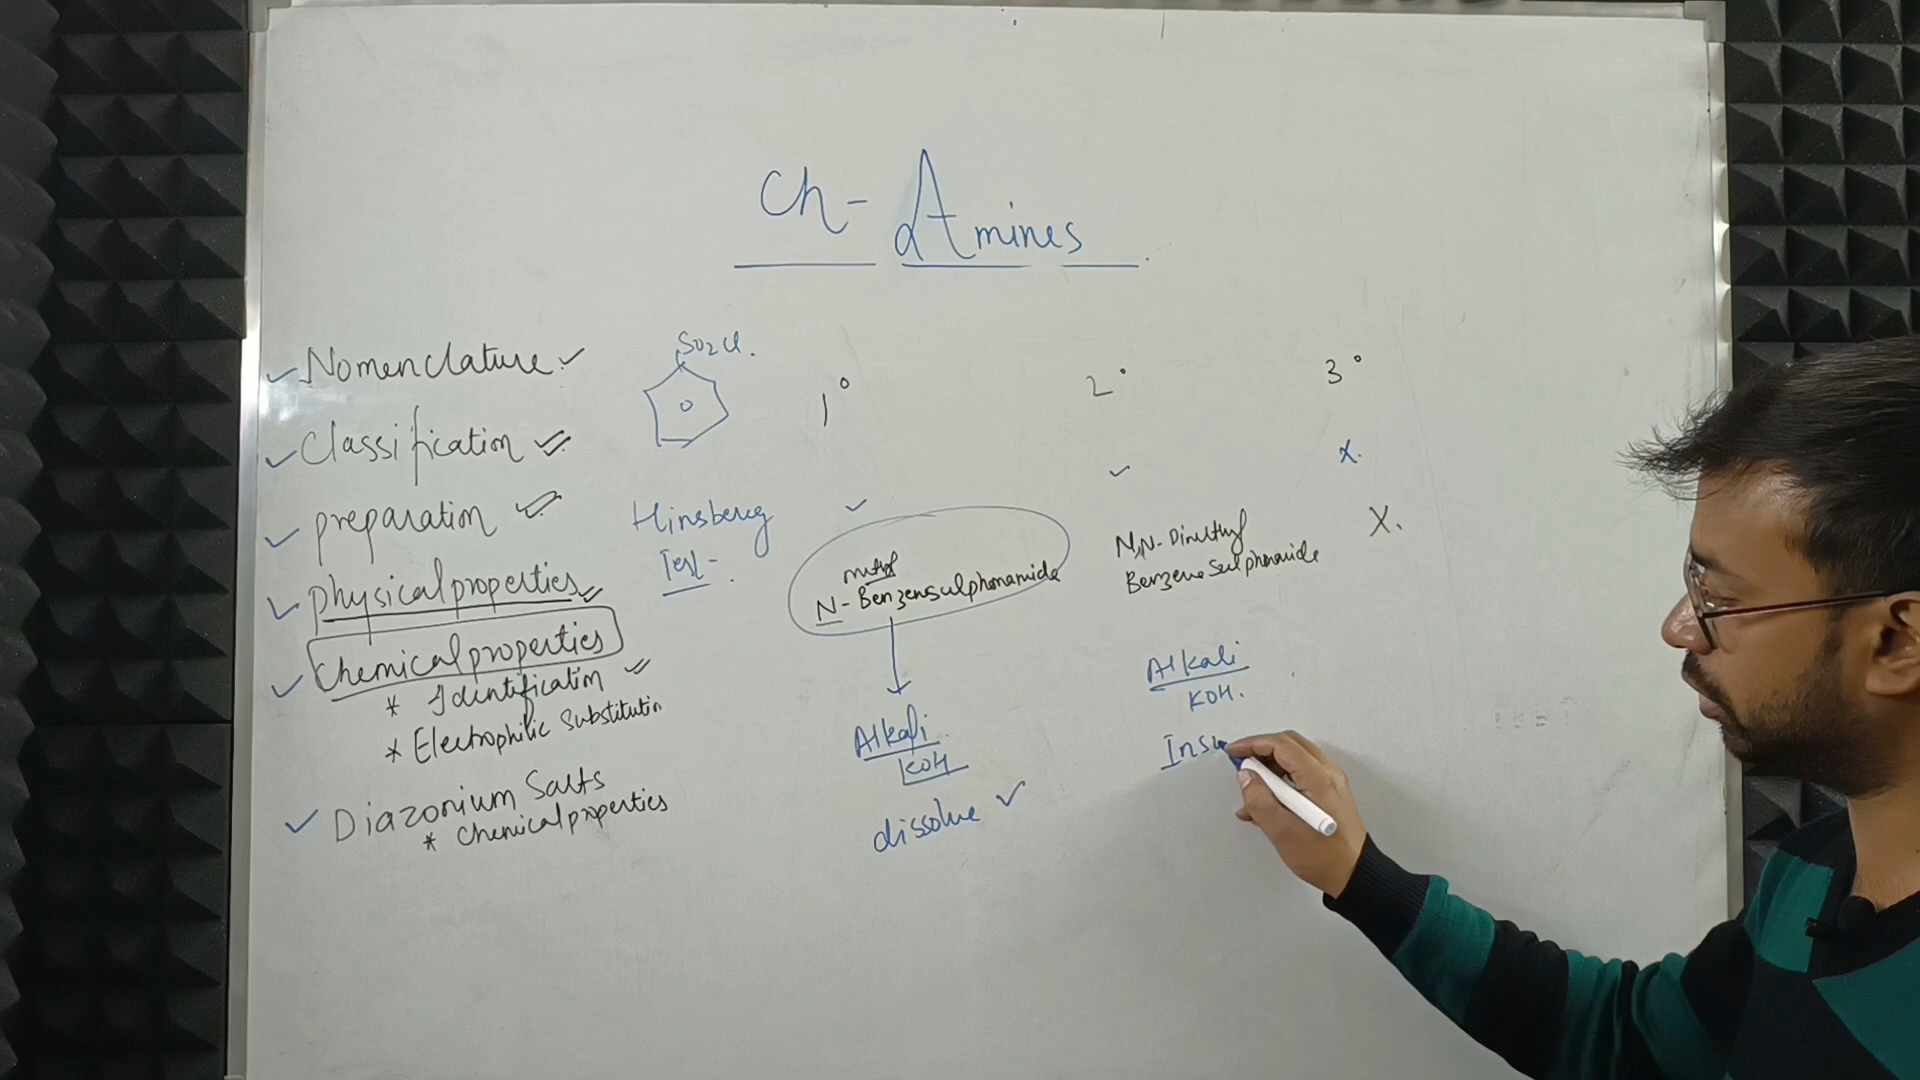 Ch- Amines
✓ Nomenclature ✓
✓ Classification ✓
✓ preparation ✓
✓ physical properties ✓
✓ Chemical properties
* Identification ✓
* Electrophilic Substitution
✓ Diazonium Salts
* Chemical properties
SO2Cl.
Hinsberg
Test-.
1°
✓
methyl
N- Benzensulphonamide
Alkali
KOH
dissolve ✓
2°
✓
N,N- Dimethyl
Benzene Sulphonamide
Alkali
KOH.
Insu
3°
X.
X.